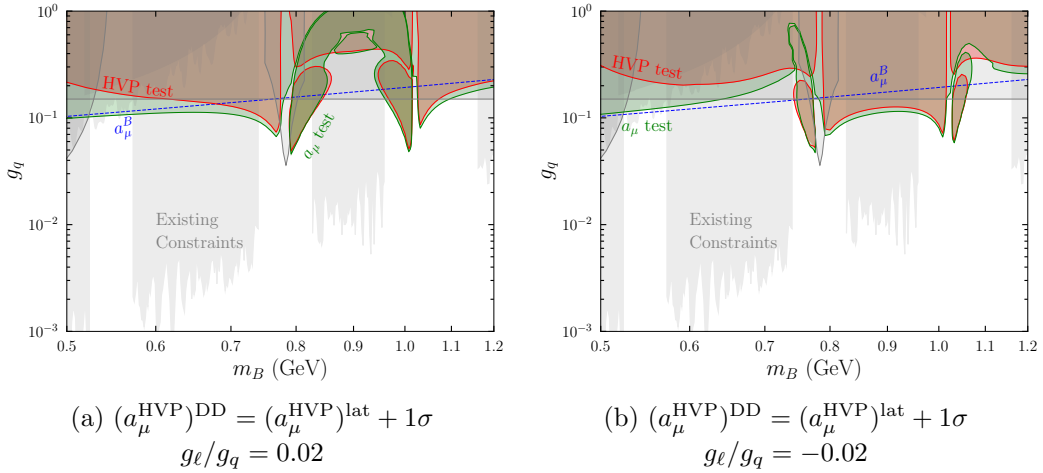 10^0
10^{-1}
10^{-2}
10^{-3}
g_q
HVP test
a_μ^B
a_μ test
Existing
Constraints
0.5 0.6 0.7 0.8 0.9 1.0 1.1 1.2
m_B (GeV)
(a) (a_μ^{HVP})^{DD} = (a_μ^{HVP})^{lat} + 1σ
g_ℓ/g_q = 0.02
10^0
10^{-1}
10^{-2}
10^{-3}
g_q
HVP test
a_μ^B
a_μ test
Existing
Constraints
0.5 0.6 0.7 0.8 0.9 1.0 1.1 1.2
m_B (GeV)
(b) (a_μ^{HVP})^{DD} = (a_μ^{HVP})^{lat} + 1σ
g_ℓ/g_q = −0.02